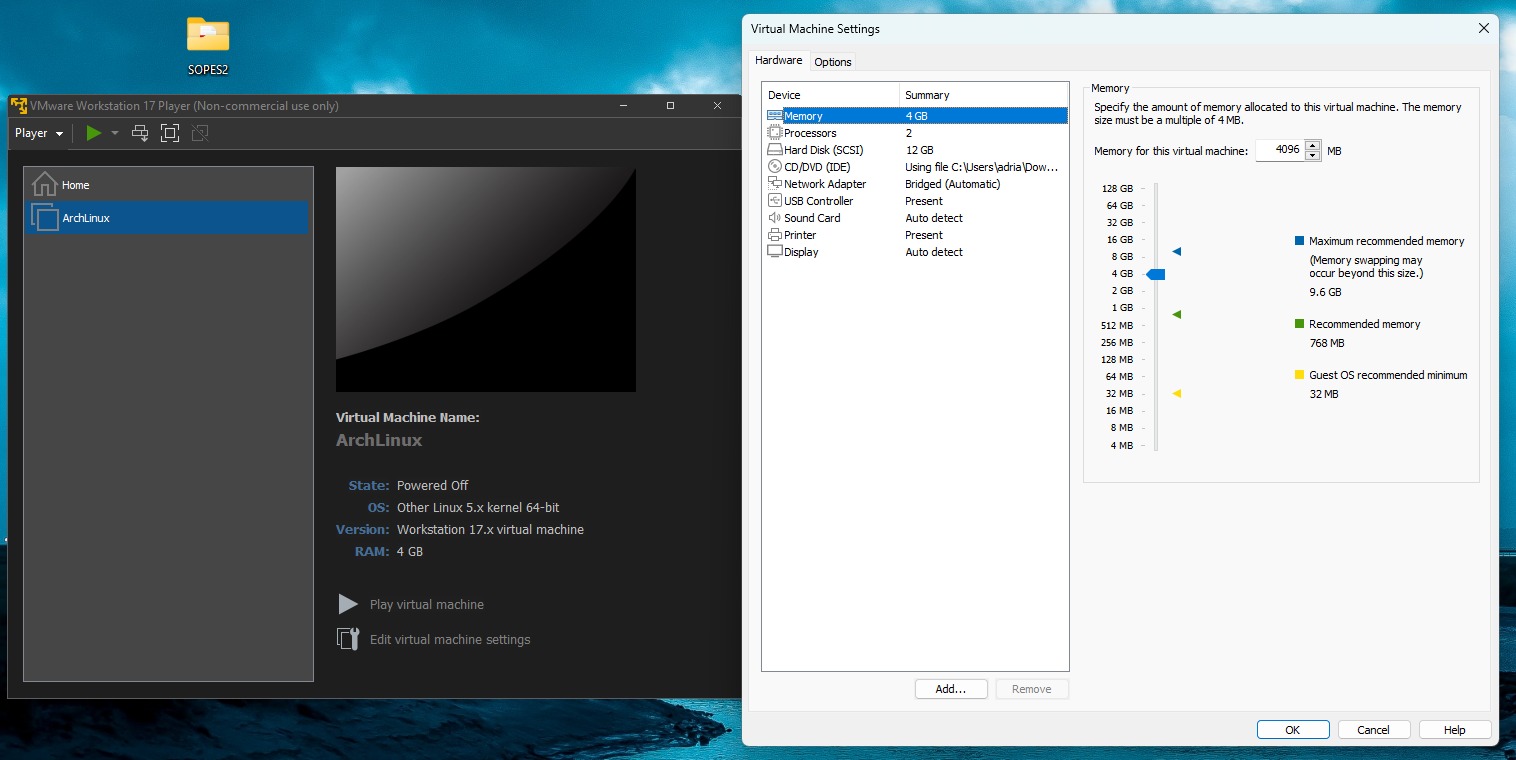 SOPES2
VMware Workstation 17 Player (Non-commercial use only)
Player
Home
ArchLinux
Virtual Machine Name:
ArchLinux
State: Powered Off
OS: Other Linux 5.x kernel 64-bit
Version: Workstation 17.x virtual machine
RAM: 4 GB
Play virtual machine
Edit virtual machine settings
Virtual Machine Settings
Hardware Options
Device Summary
Memory 4 GB
Processors 2
Hard Disk (SCSI) 12 GB
CD/DVD (IDE) Using file C:\Users\adria\Dow...
Network Adapter Bridged (Automatic)
USB Controller Present
Sound Card Auto detect
Printer Present
Display Auto detect
Add... Remove
Memory
Specify the amount of memory allocated to this virtual machine. The memory
size must be a multiple of 4 MB.
Memory for this virtual machine: 4096 MB
128 GB
64 GB
32 GB
16 GB
8 GB
4 GB
2 GB
1 GB
512 MB
256 MB
128 MB
64 MB
32 MB
16 MB
8 MB
4 MB
Maximum recommended memory
(Memory swapping may
occur beyond this size.)
9.6 GB
Recommended memory
768 MB
Guest OS recommended minimum
32 MB
OK Cancel Help